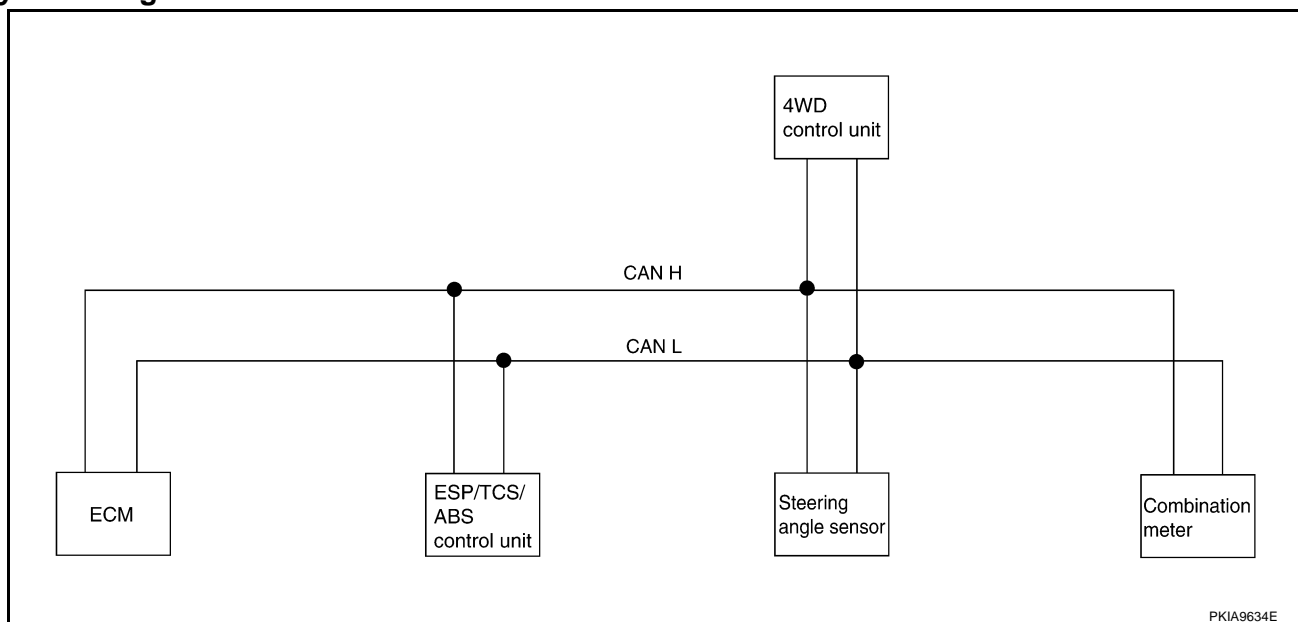 4WD
control unit
CAN H
CAN L
ECM
ESP/TCS/
ABS
control unit
Steering
angle sensor
Combination
meter
PKIA9634E